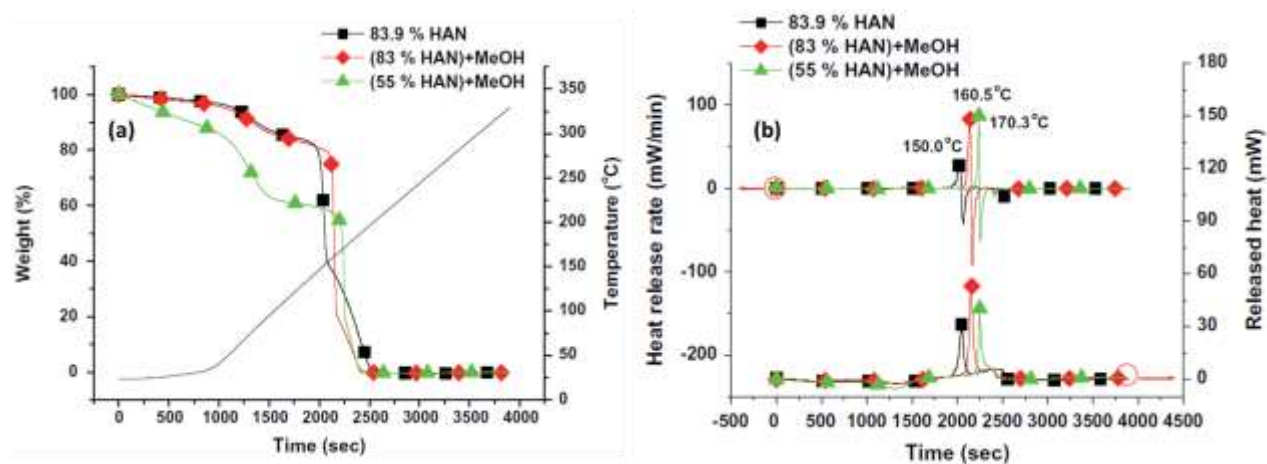 83.9 % HAN
(83 % HAN)+MeOH
(55 % HAN)+MeOH
(a)
Weight (%)
100
80
60
40
20
0
Temperature (°C)
350
300
250
200
150
100
50
0
0 500 1000 1500 2000 2500 3000 3500 4000
Time (sec)
83.9 % HAN
(83 % HAN)+MeOH
(55 % HAN)+MeOH
(b)
160.5°C
170.3°C
150.0°C
Heat release rate (mW/min)
100
0
-100
-200
Released heat (mW)
180
150
120
90
60
30
0
-500 0 500 1000 1500 2000 2500 3000 3500 4000 4500
Time (sec)